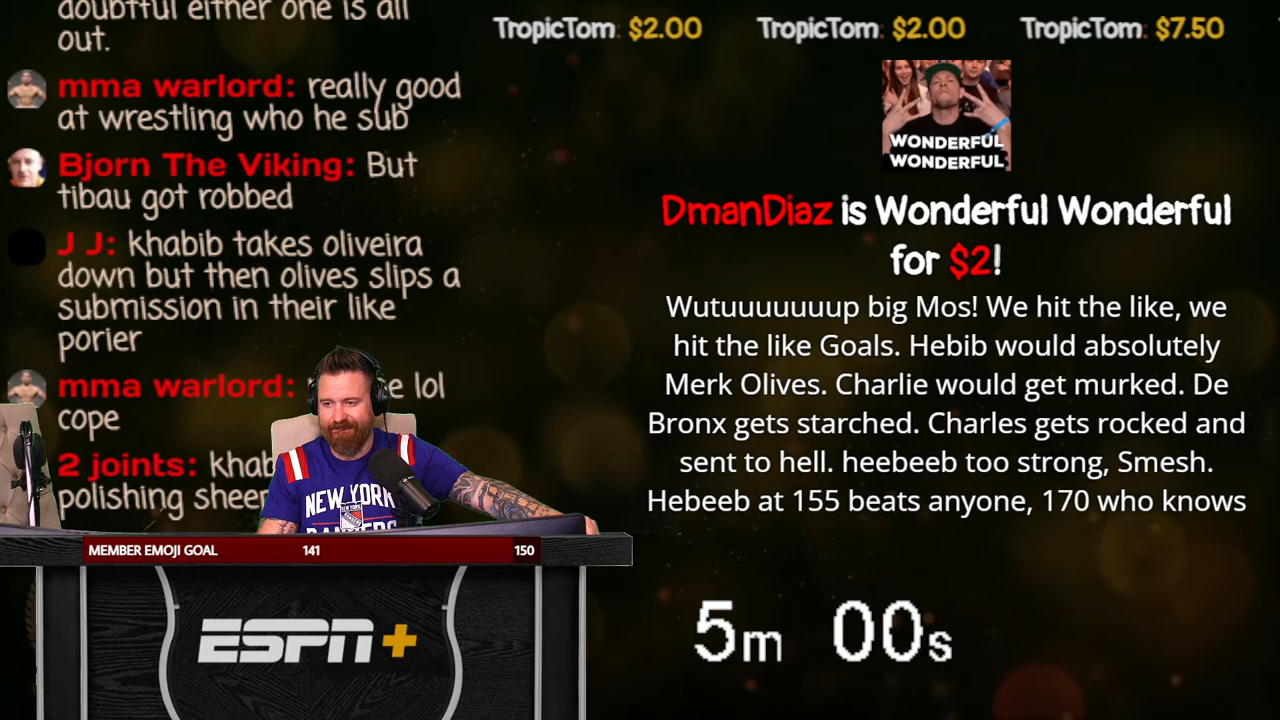 doubtful either one is all
out.
mma warlord: really good
at wrestling who he sub
Bjorn The Viking: But
tibau got robbed
J J: khabib takes oliveira
down but then olives slips a
submission in their like
porier
mma warlord: lol
cope
2 joints:
polishing
NEW YORK
RANGERS
NEW YORK
RANGERS
MEMBER EMOJI GOAL 141 150
ESPN+
TropicTom: $2.00 TropicTom: $2.00 TropicTom: $7.50
WONDERFUL
WONDERFUL
DmanDiaz is Wonderful Wonderful
for $2!
Wutuuuuuuup big Mos! We hit the like, we
hit the like Goals. Hebib would absolutely
Merk Olives. Charlie would get murked. De
Bronx gets starched. Charles gets rocked and
sent to hell. heebeeb too strong, Smesh.
Hebeeb at 155 beats anyone, 170 who knows
5m 00s